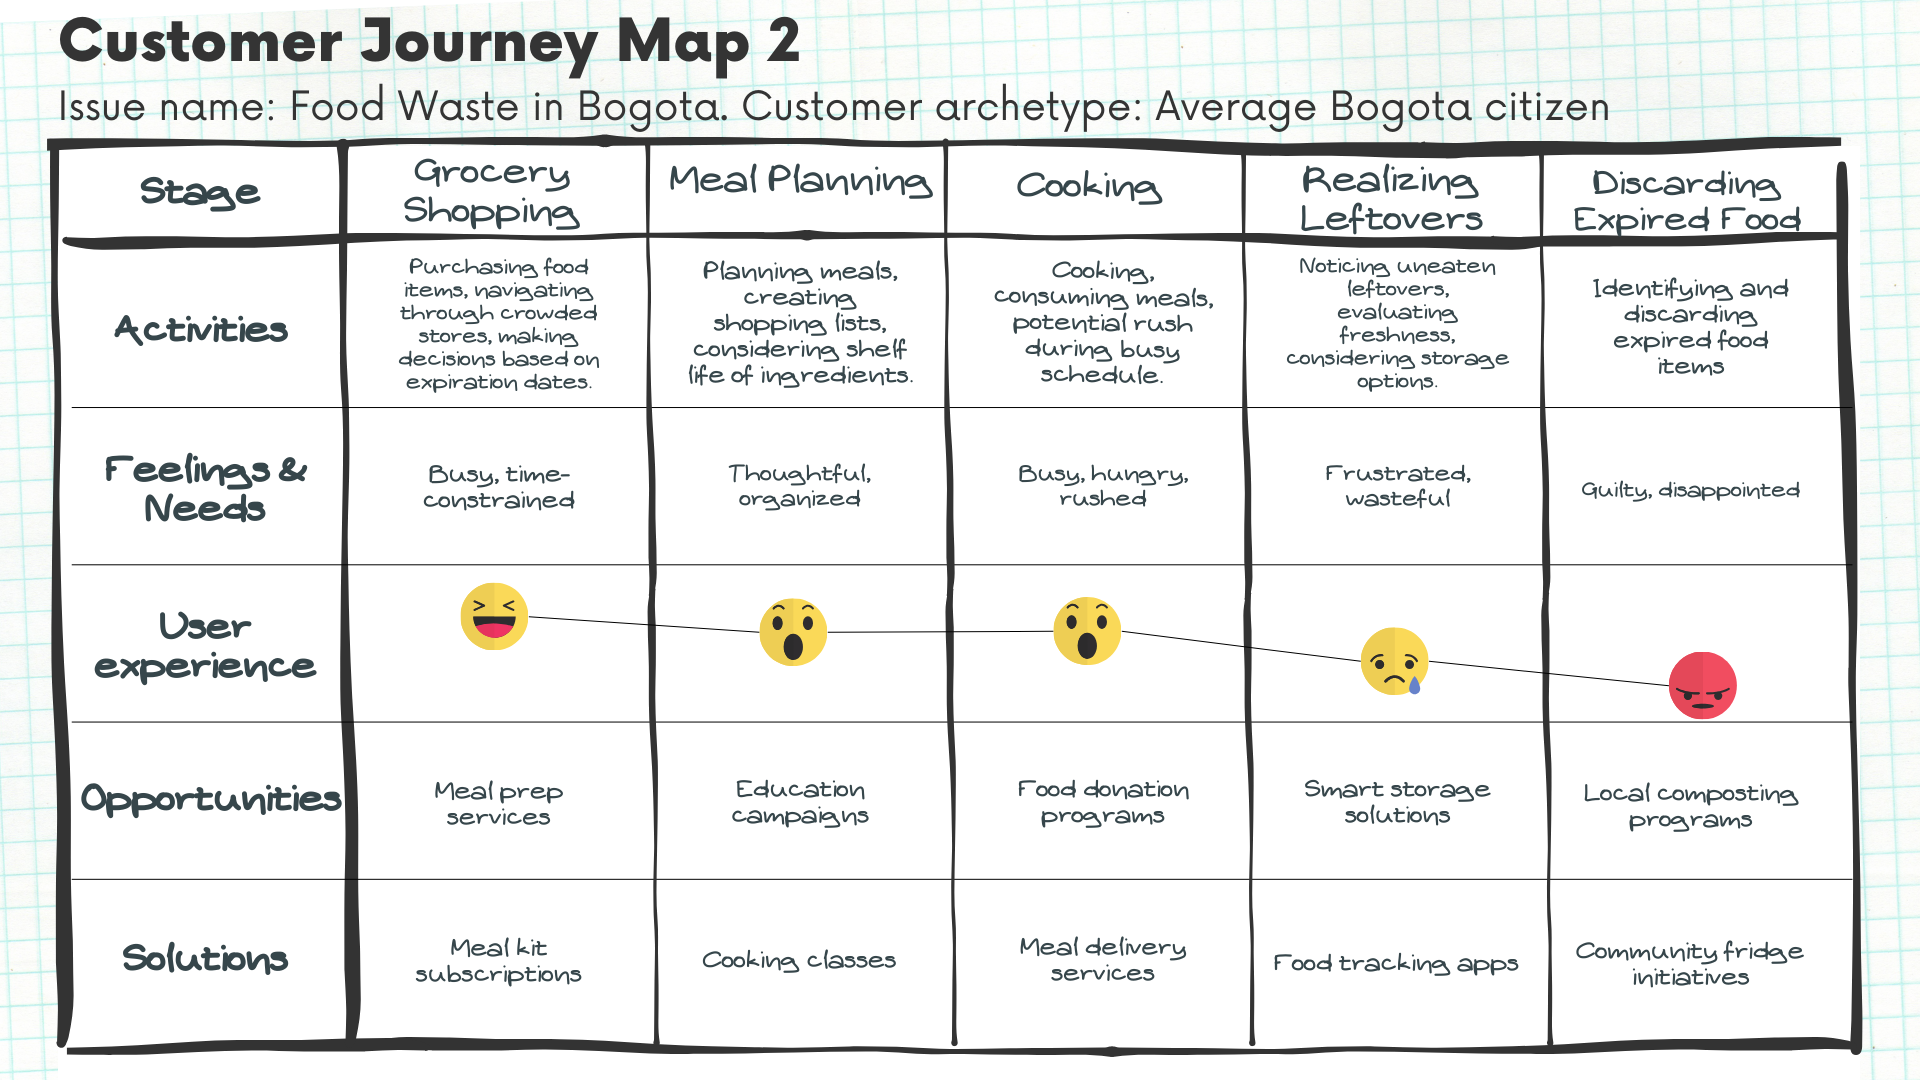 Customer Journey Map 2
Issue name: Food Waste in Bogota. Customer archetype: Average Bogota citizen
Stage
Grocery
Shopping
Meal Planning
Cooking
Realizing
Leftovers
Discarding
Expired Food
Activities
Purchasing food
items, navigating
through crowded
stores, making
decisions based on
expiration dates.
Planning meals,
creating
shopping lists,
considering shelf
life of ingredients.
Cooking,
consuming meals,
potential rush
during busy
schedule.
Noticing uneaten
leftovers,
evaluating
freshness,
considering storage
options.
Identifying and
discarding
expired food
items
Feelings &
Needs
Busy, time-
constrained
Thoughtful,
organized
Busy, hungry,
rushed
Frustrated,
wasteful
Guilty, disappointed
User
experience
Opportunities
Meal prep
services
Education
campaigns
Food donation
programs
Smart storage
solutions
Local composting
programs
Solutions
Meal kit
subscriptions
Cooking classes
Meal delivery
services
Food tracking apps
Community fridge
initiatives